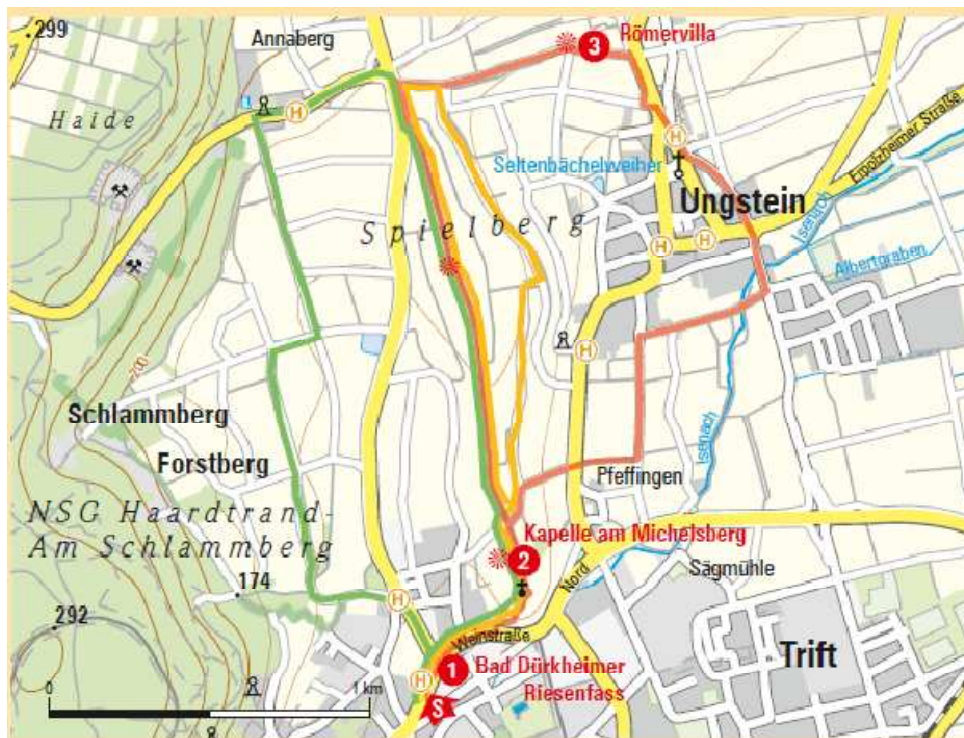 299
Annaberg
3
Römervilla
Haide
H
H
Seltenbächelweiher
Ungstein
Erpolzheimer Straße
Isenach
Spielberg
H
H
Albertgraben
H
200
Schlammberg
Forstberg
Isenach
Pfeffingen
NSG Haardtrand-
Am Schlammberg
Kapelle am Michelsberg
2
Nord
174
Sägmühle
H
292
Weinstraße
Trift
1
Bad Dürkheimer
Riesenfass
H
S
0
1 km